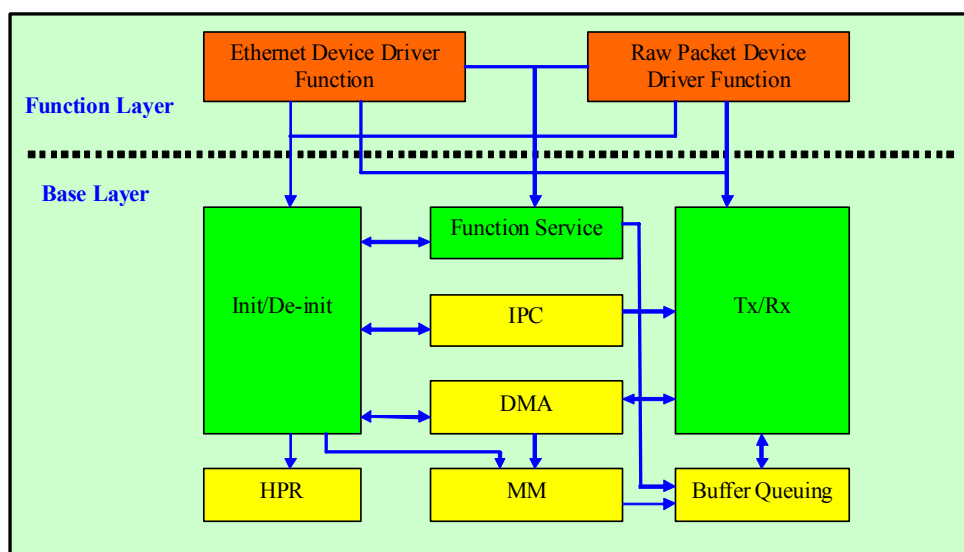 Ethernet Device Driver
Function
Raw Packet Device
Driver Function
Function Layer
Base Layer
Init/De-init
Function Service
Tx/Rx
IPC
DMA
HPR
MM
Buffer Queuing